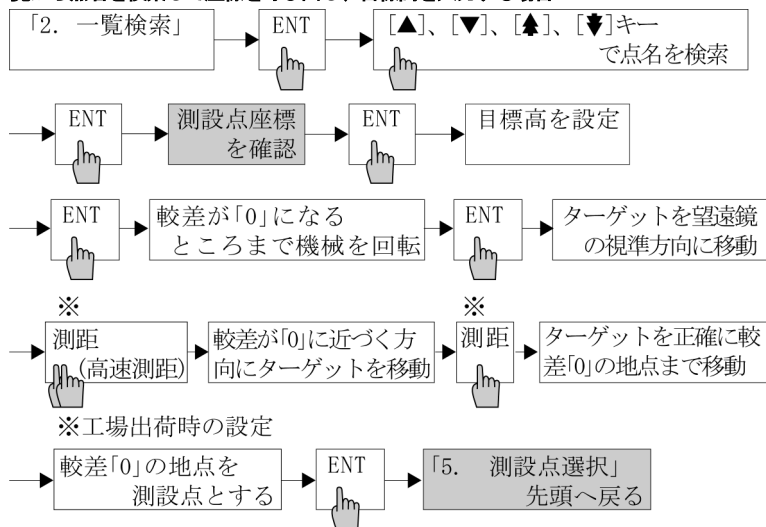 「2. 一覧検索」
ENT
[▲]、[▼]、[⯭]、[⯯]キー
で点名を検索
ENT
測設点座標
を確認
ENT
目標高を設定
ENT
較差が「0」になる
ところまで機械を回転
ENT
ターゲットを望遠鏡
の視準方向に移動
※
測距
(高速測距)
較差が「0」に近づく方
向にターゲットを移動
※
測距
ターゲットを正確に較
差「0」の地点まで移動
※工場出荷時の設定
較差「0」の地点を
測設点とする
ENT
「5. 測設点選択」
先頭へ戻る